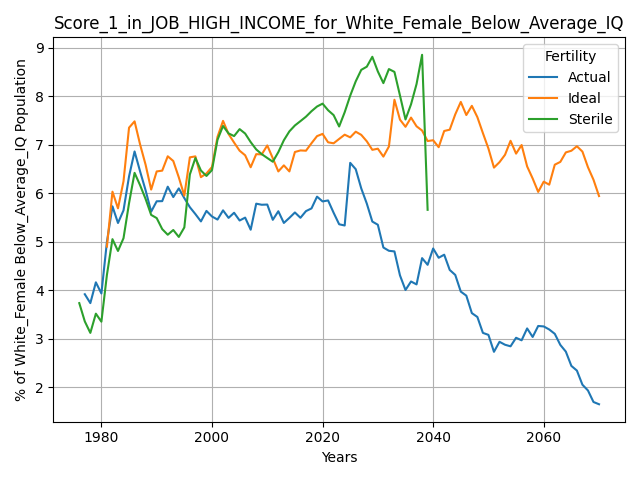 Score_1_in_JOB_HIGH_INCOME_for_White_Female_Below_Average_IQ
% of White_Female Below_Average_IQ Population
9
8
7
6
5
4
3
2
Fertility
Actual
Ideal
Sterile
1980
2000
2020
2040
2060
Years